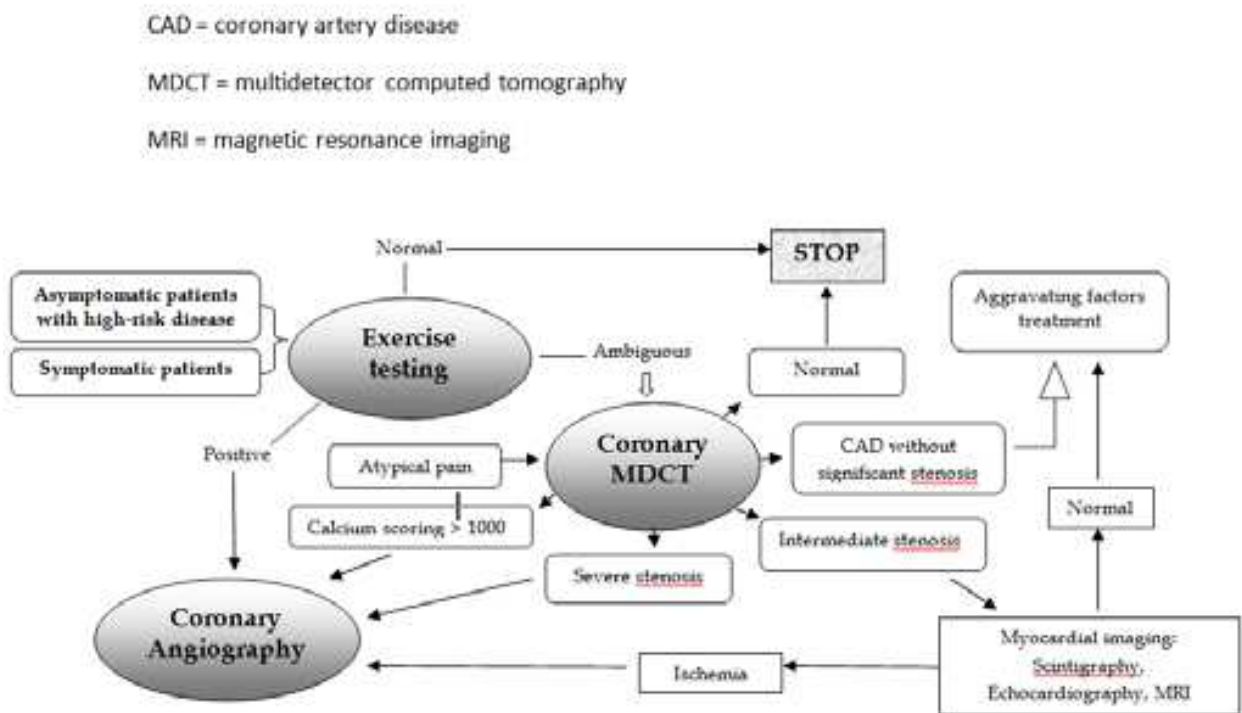 CAD = coronary artery disease
MDCT = multidetector computed tomography
MRI = magnetic resonance imaging
Normal
STOP
Asymptomatic patients
with high-risk disease
Symptomatic patients
Exercise
testing
Ambiguous
Normal
Aggravating factors
treatment
Positive
Atypical pain
Coronary
MDCT
CAD without
significant stenosis
Calcium scoring > 1000
Intermediate stenosis
Normal
Severe stenosis
Coronary
Angiography
Ischemia
Myocardial imaging:
Scintigraphy,
Echocardiography, MRI